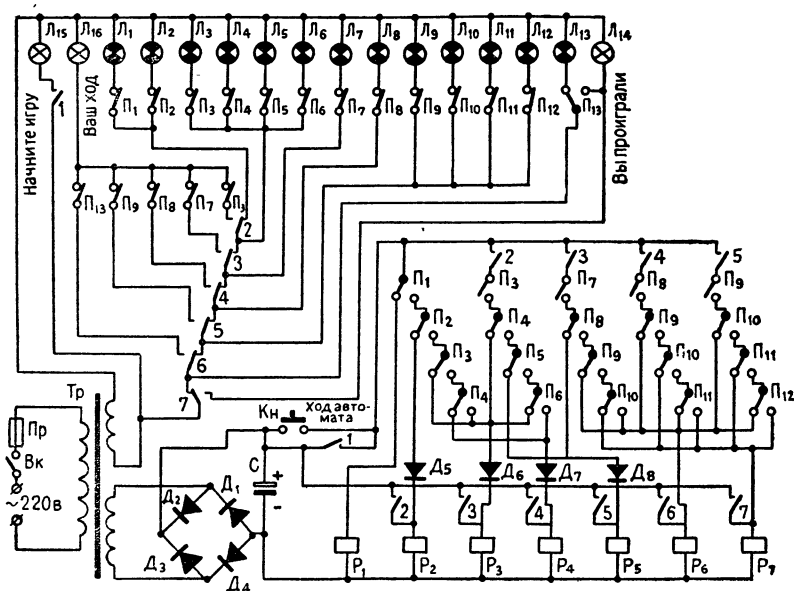 Л15 Л16 Л1 Л2 Л3 Л4 Л5 Л6 Л7 Л8 Л9 Л10 Л11 Л12 Л13 Л14
Начните игру
1
Ваш ход
П1 П2 П3 П4 П5 П6 П7 П8 П9 П10 П11 П12 П13
Вы проиграли
П13 П9 П8 П7 П3
2
3
4
5
6
7
2 3 4 5
П1 П3 П7 П8 П9
П2 П4 П8 П9 П10
П3 П5 П9 П10 П11
П4 П6 П10 П11 П12
Тр
Пр
Вк
~220в
Кн
Ход авто-
мата
1
С
+
-
Д5 Д6 Д7 Д8
Д2 Д1
Д3 Д4
2 3 4 5 6 7
Р1 Р2 Р3 Р4 Р5 Р6 Р7